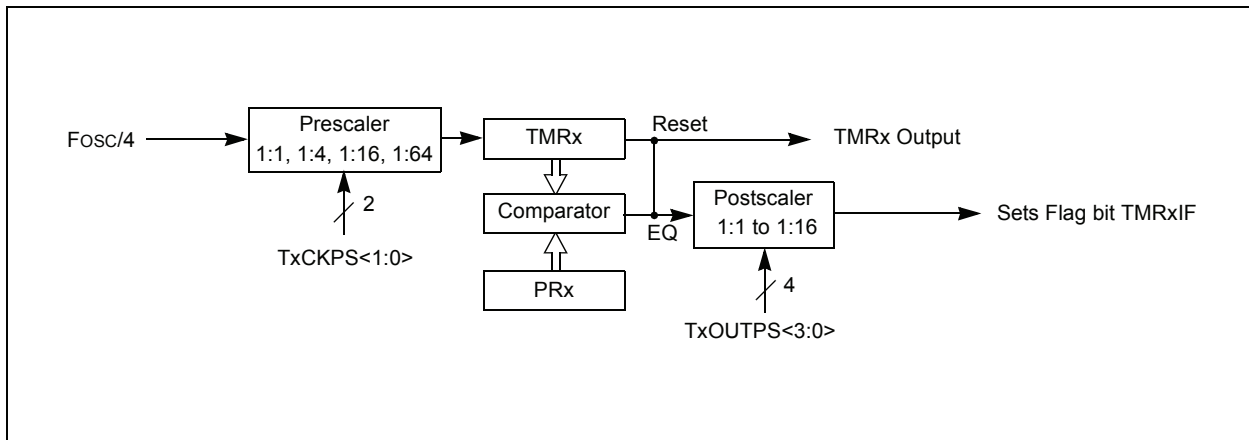 FOSC/4
Prescaler
1:1, 1:4, 1:16, 1:64
2
TxCKPS<1:0>
TMRx
Comparator
PRx
Reset
EQ
TMRx Output
Postscaler
1:1 to 1:16
4
TxOUTPS<3:0>
Sets Flag bit TMRxIF